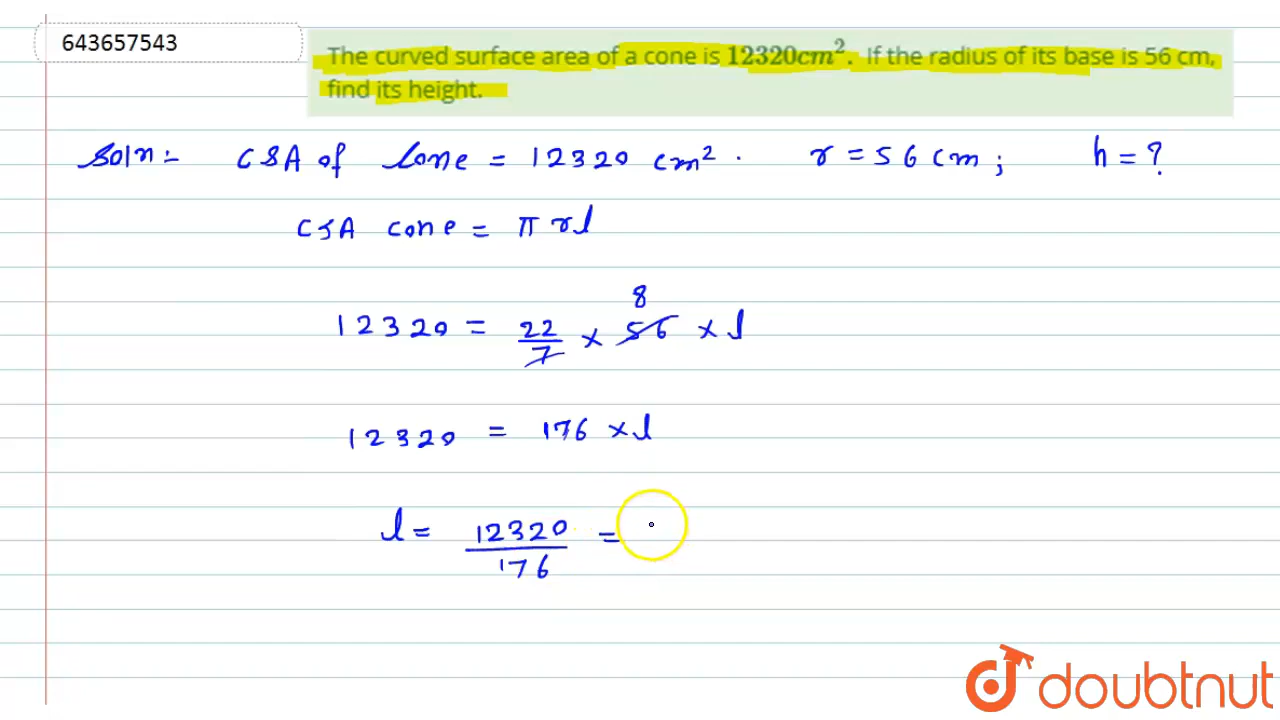 643657543
The curved surface area of a cone is 12320cm². If the radius of its base is 56 cm,
find its height.
Soln:- CSA of Cone = 12320 cm². r = 56 cm; h = ?
CSA cone = π r l
8
12320 = 22/7 × 56 × l
12320 = 176 × l
l = 12320/176 =
doubtnut